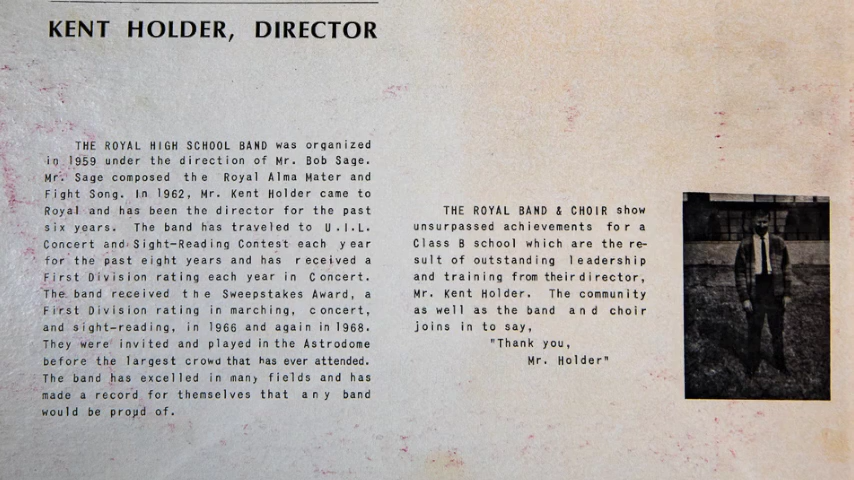 KENT HOLDER, DIRECTOR
THE ROYAL HIGH SCHOOL BAND was organized
in 1959 under the direction of Mr. Bob Sage.
Mr. Sage composed the Royal Alma Mater and
Fight Song. In 1962, Mr. Kent Holder came to
Royal and has been the director for the past
six years. The band has traveled to U.I.L.
Concert and Sight-Reading Contest each year
for the past eight years and has received a
First Division rating each year in Concert.
The band received the Sweepstakes Award, a
First Division rating in marching, concert,
and sight-reading, in 1966 and again in 1968.
They were invited and played in the Astrodome
before the largest crowd that has ever attended.
The band has excelled in many fields and has
made a record for themselves that any band
would be proud of.
THE ROYAL BAND & CHOIR show
unsurpassed achievements for a
Class B school which are the re-
sult of outstanding leadership
and training from their director,
Mr. Kent Holder. The community
as well as the band and choir
joins in to say,
"Thank you,
Mr. Holder"